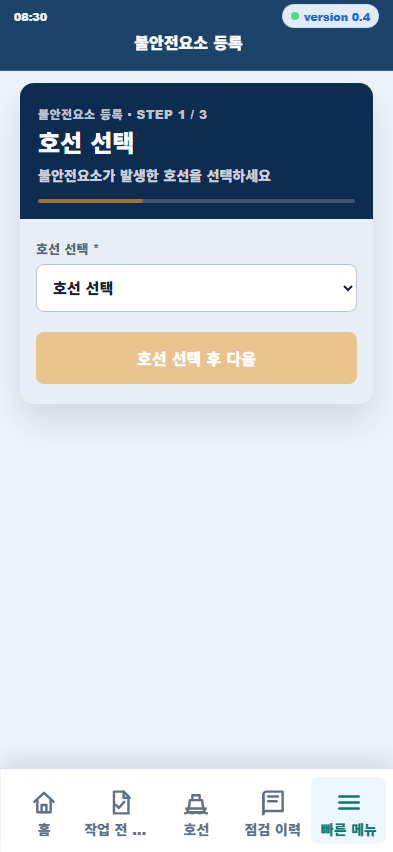 08:30
version 0.4
불안전요소 등록
불안전요소 등록 • STEP 1 / 3
호선 선택
불안전요소가 발생한 호선을 선택하세요
호선 선택 *
호선 선택
호선 선택 후 다음
홈
작업 전 ...
호선
점검 이력
빠른 메뉴